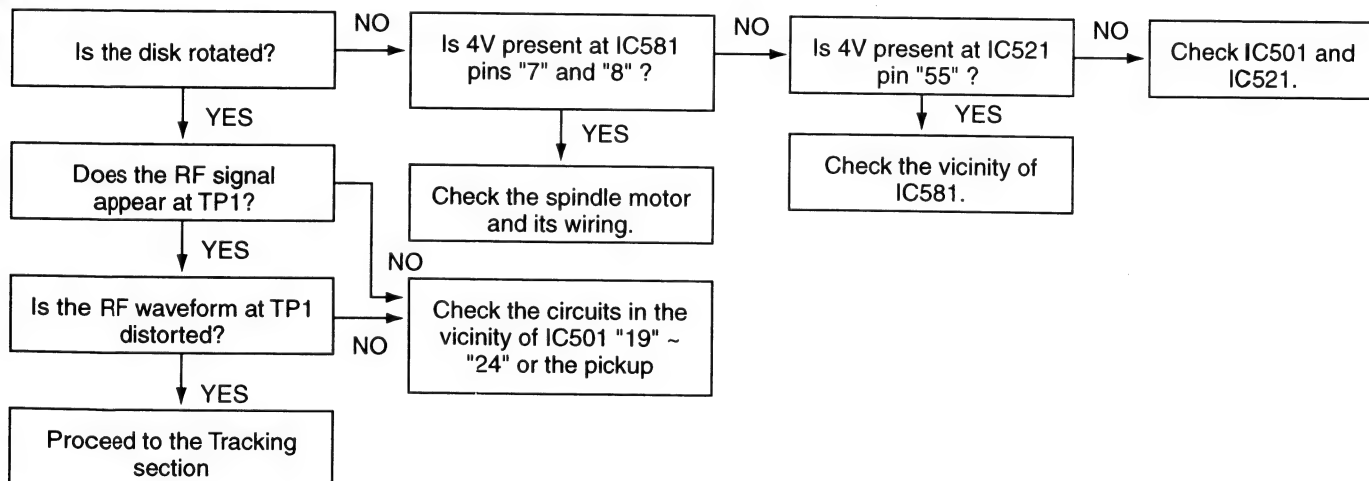 Is the disk rotated?
NO
Is 4V present at IC581
pins "7" and "8" ?
NO
Is 4V present at IC521
pin "55" ?
NO
Check IC501 and
IC521.
YES
YES
YES
Does the RF signal
appear at TP1?
Check the spindle motor
and its wiring.
Check the vicinity of
IC581.
YES
NO
Is the RF waveform at TP1
distorted?
NO
Check the circuits in the
vicinity of IC501 "19" ~
"24" or the pickup
YES
Proceed to the Tracking
section